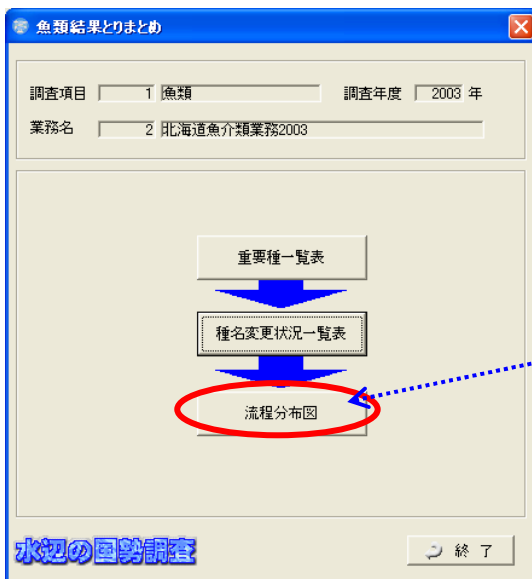 魚類結果とりまとめ
調査項目 1 魚類 調査年度 2003 年
業務名 2 北海道魚介類業務2003
重要種一覧表
種名変更状況一覧表
流程分布図
水辺の国勢調査 終 了